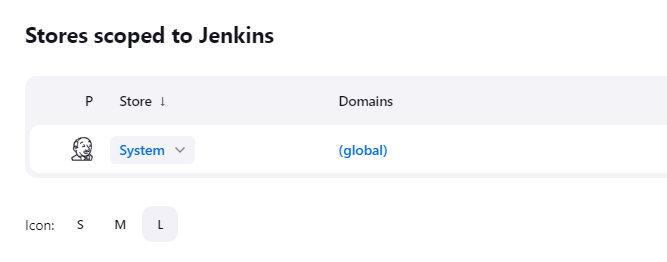 Stores scoped to Jenkins
P Store ↓ Domains
System (global)
Icon: S M L